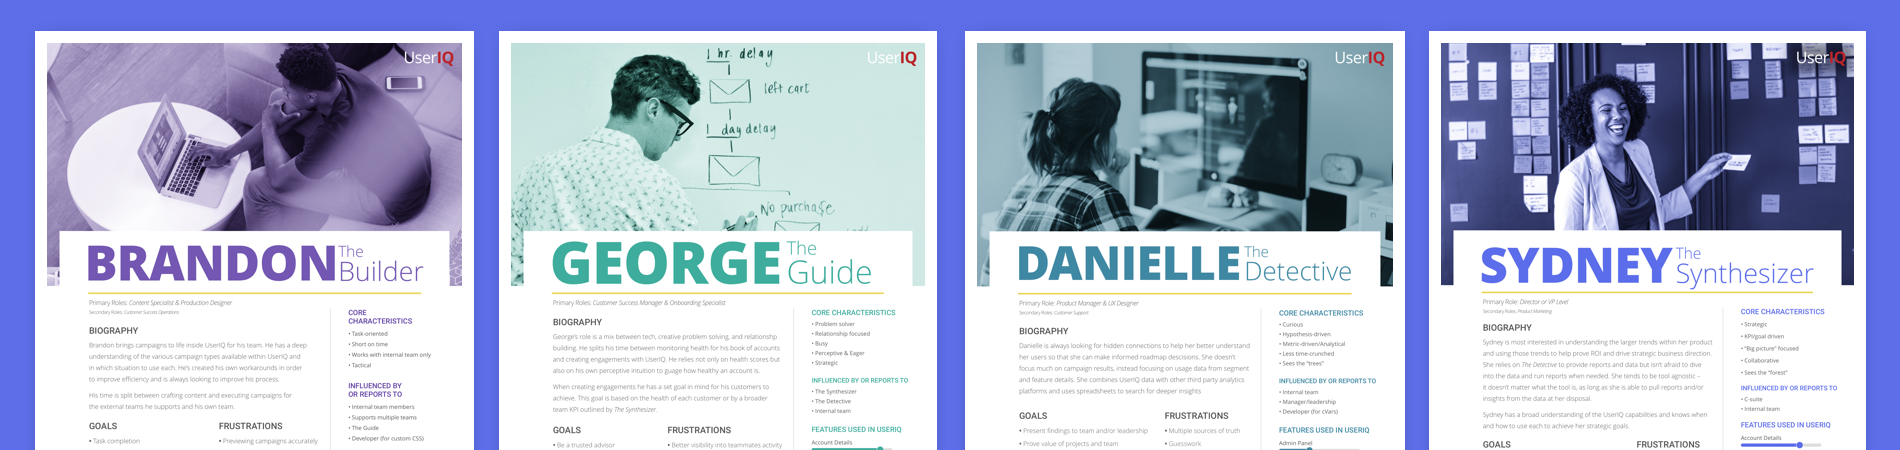 UserIQ
BRANDON The Builder
Primary Roles: Content Specialist & Production Designer
Secondary Roles: Customer Success Operations
BIOGRAPHY
Brandon brings campaigns to life inside UserIQ for his team. He has a deep
understanding of the various campaign types available within UserIQ and
in which situation to use each. He's created his own workarounds in order
to improve efficiency and is always looking to improve his process.
His time is split between crafting content and executing campaigns for
the external teams he supports and his own team.
GOALS
• Task completion
FRUSTRATIONS
• Previewing campaigns accurately
CORE
CHARACTERISTICS
• Task-oriented
• Short on time
• Works with internal team only
• Tactical
INFLUENCED BY
OR REPORTS TO
• Internal team members
• Supports multiple teams
• The Guide
• Developer (for custom CSS)
1 hr. delay
left cart
1 day delay
No purchase
UserIQ
GEORGE The Guide
Primary Roles: Customer Success Manager & Onboarding Specialist
BIOGRAPHY
George's role is a mix between tech, creative problem solving, and relationship
building. He splits his time between monitoring health for his book of accounts
and creating engagements with UserIQ. He relies not only on health scores but
also on his own perceptive intuition to guage how healthy an account is.
When creating engagements he has a set goal in mind for his customers to
achieve. This goal is based on the health of each customer or by a broader
team KPI outlined by The Synthesizer.
GOALS
• Be a trusted advisor
FRUSTRATIONS
• Better visibility into teammates activity
CORE CHARACTERISTICS
• Problem solver
• Relationship focused
• Busy
• Perceptive & Eager
• Strategic
INFLUENCED BY OR REPORTS TO
• The Synthesizer
• The Detective
• Internal team
FEATURES USED IN USERIQ
Account Details
UserIQ
DANIELLE The Detective
Primary Role: Product Manager & UX Designer
Secondary Roles: Customer Support
BIOGRAPHY
Danielle is always looking for hidden connections to help her better understand
her users so that she can make informed roadmap descisions. She doesn't
focus much on campaign results, instead focusing on usage data from segment
and feature details. She combines UserIQ data with other third party analytics
platforms and uses spreadsheets to search for deeper insights
GOALS
• Present findings to team and/or leadership
• Prove value of projects and team
FRUSTRATIONS
• Multiple sources of truth
• Guesswork
CORE CHARACTERISTICS
• Curious
• Hypothesis-driven
• Metric-driven/Analytical
• Less time-crunched
• Sees the "trees"
INFLUENCED BY OR REPORTS TO
• Internal team
• Manager/leadership
• Developer (for cVars)
FEATURES USED IN USERIQ
Admin Panel
UserIQ
SYDNEY The Synthesizer
Primary Role: Director or VP Level
Secondary Roles: Product Marketing
BIOGRAPHY
Sydney is most interested in understanding the larger trends within her product
and using those trends to help prove ROI and drive strategic business direction.
She relies on The Detective to provide reports and data but isn't afraid to dive
into the data and run reports when needed. She tends to be tool agnostic –
it doesn't matter what the tool is, as long as she is able to pull reports and/or
insights from the data at her disposal.
Sydney has a broad understanding of the UserIQ capabilities and knows when
and how to use each to achieve her strategic goals.
GOALS
FRUSTRATIONS
CORE CHARACTERISTICS
• Strategic
• KPI/goal driven
• "Big picture" focused
• Collaborative
• Sees the "forest"
INFLUENCED BY OR REPORTS TO
• C-suite
• Internal team
FEATURES USED IN USERIQ
Account Details